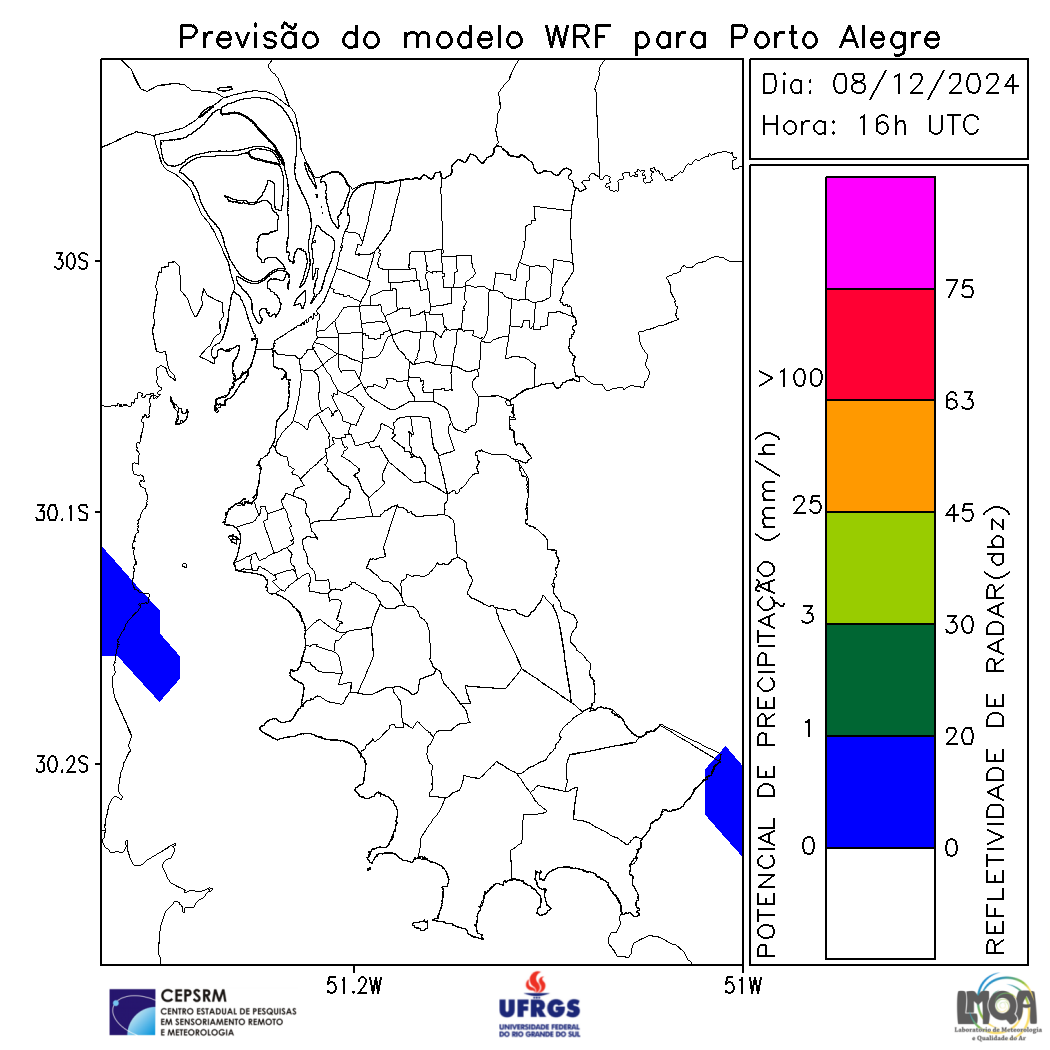 Previsão do modelo WRF para Porto Alegre
Dia: 08/12/2024
Hora: 16h UTC
30S
30.1S
30.2S
51.2W
51W
POTENCIAL DE PRECIPITAÇÃO (mm/h)
>100
25
3
1
0
75
63
45
30
20
0
REFLETIVIDADE DE RADAR(dbz)
CEPSRM
CENTRO ESTADUAL DE PESQUISAS
EM SENSORIAMENTO REMOTO
E METEOROLOGIA
UFRGS
UNIVERSIDADE FEDERAL
DO RIO GRANDE DO SUL
LMQA
Laboratório de Meteorologia
e Qualidade do Ar